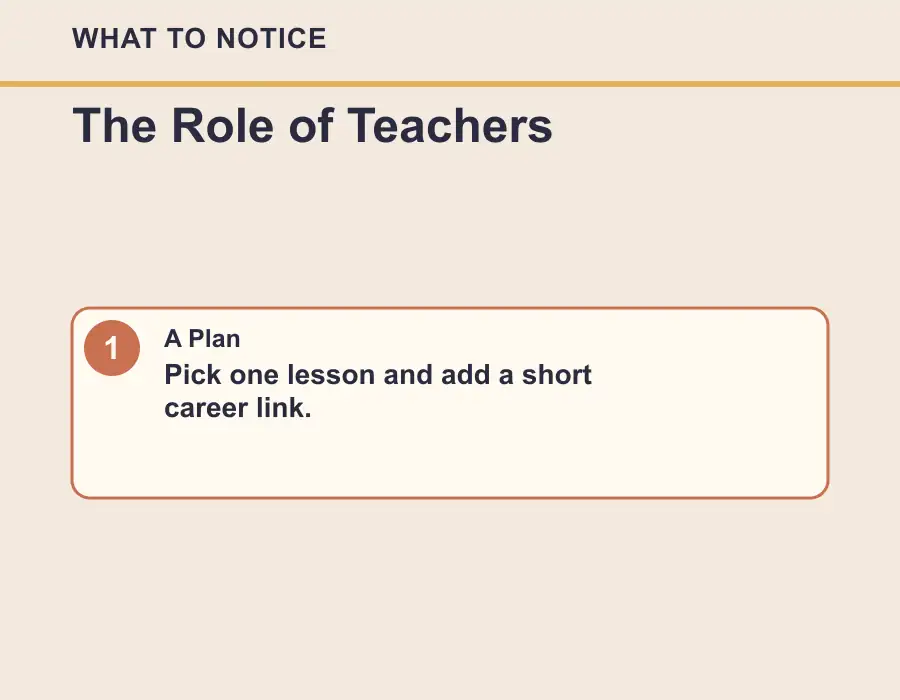 WHAT TO NOTICE
The Role of Teachers
1
A Plan
Pick one lesson and add a short
career link.